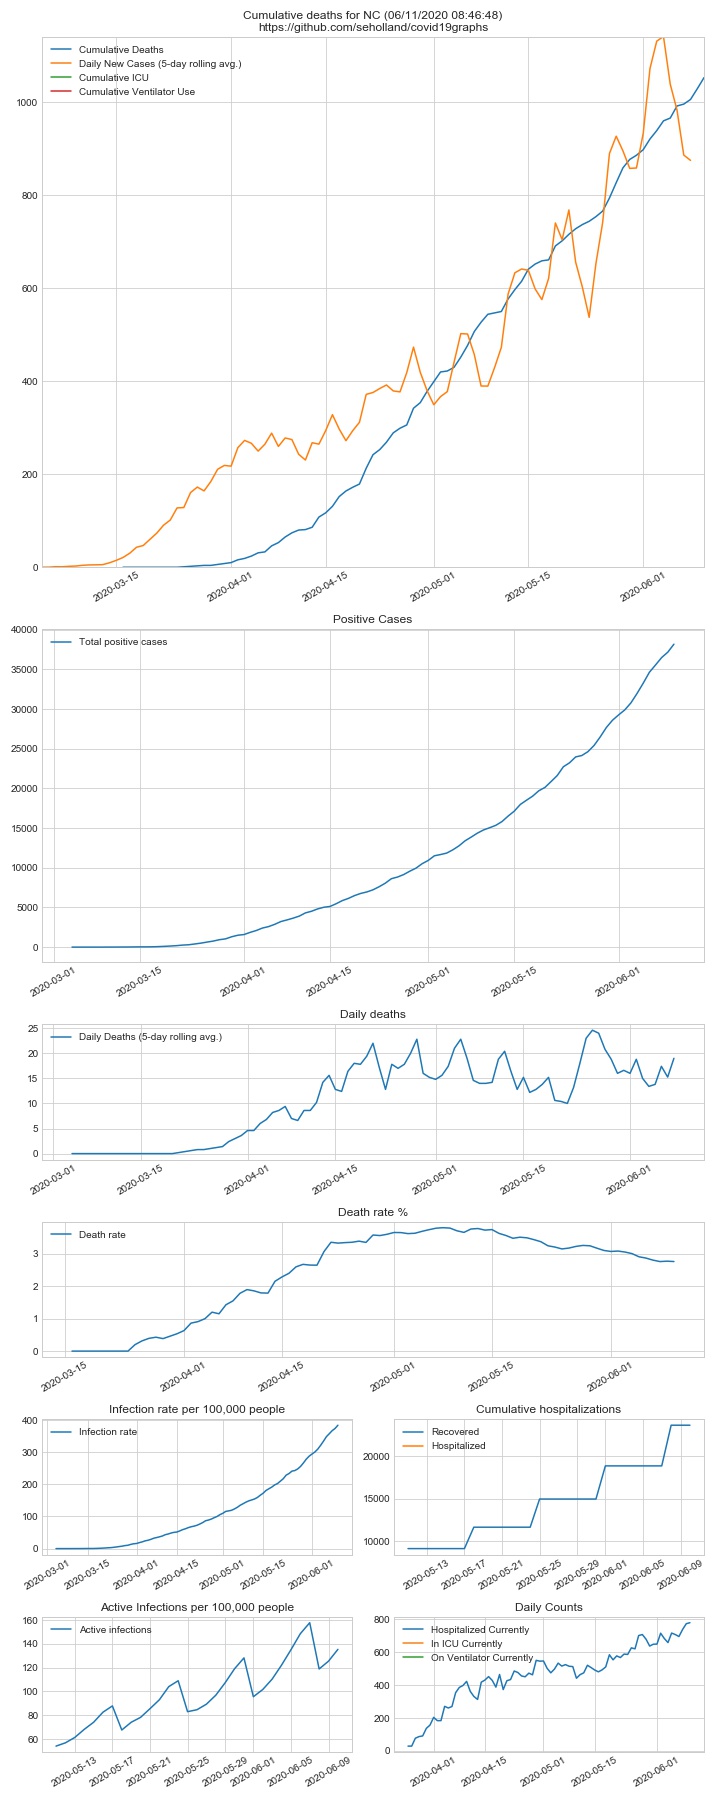 Cumulative deaths for NC (06/11/2020 08:46:48)
https://github.com/seholland/covid19graphs
Cumulative Deaths
Daily New Cases (5-day rolling avg.)
Cumulative ICU
Cumulative Ventilator Use
1000
800
600
400
200
0
2020-03-15 2020-04-01 2020-04-15 2020-05-01 2020-05-15 2020-06-01
Positive Cases
Total positive cases
40000
35000
30000
25000
20000
15000
10000
5000
0
2020-03-01 2020-03-15 2020-04-01 2020-04-15 2020-05-01 2020-05-15 2020-06-01
Daily deaths
Daily Deaths (5-day rolling avg.)
25
20
15
10
5
0
2020-03-01 2020-03-15 2020-04-01 2020-04-15 2020-05-01 2020-05-15 2020-06-01
Death rate %
Death rate
3
2
1
0
2020-03-15 2020-04-01 2020-04-15 2020-05-01 2020-05-15 2020-06-01
Infection rate per 100,000 people
Infection rate
400
300
200
100
0
2020-03-01 2020-03-15 2020-04-01 2020-04-15 2020-05-01 2020-05-15 2020-06-01
Cumulative hospitalizations
Recovered
Hospitalized
20000
15000
10000
2020-05-13 2020-05-17 2020-05-21 2020-05-25 2020-05-29 2020-06-01 2020-06-05 2020-06-09
Active Infections per 100,000 people
Active infections
160
140
120
100
80
60
2020-05-13 2020-05-17 2020-05-21 2020-05-25 2020-05-29 2020-06-01 2020-06-05 2020-06-09
Daily Counts
Hospitalized Currently
In ICU Currently
On Ventilator Currently
800
600
400
200
0
2020-04-01 2020-04-15 2020-05-01 2020-05-15 2020-06-01